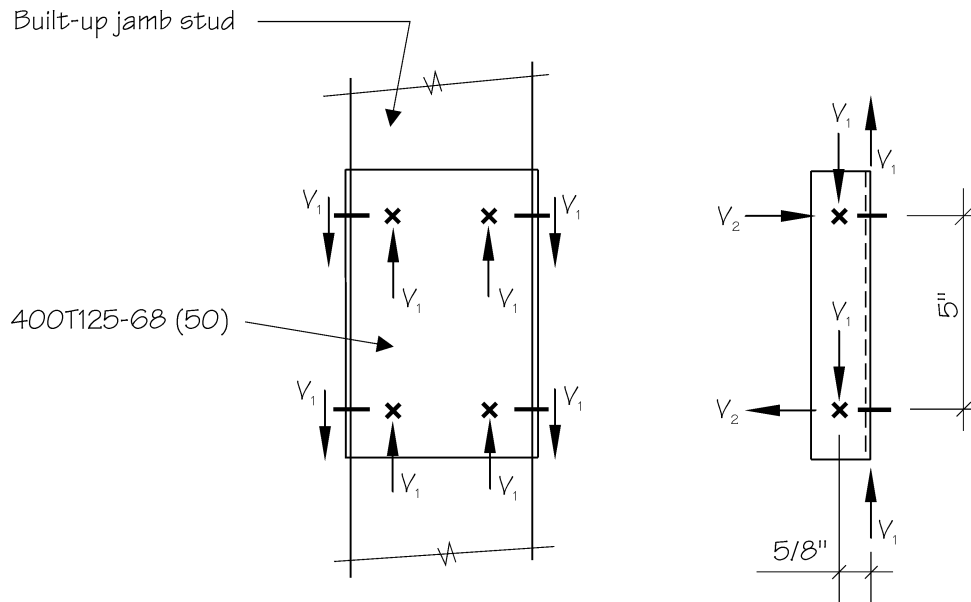 Built-up jamb stud
V₁
V₁
V₁
V₁
V₁
V₁
V₂
400T125-68 (50)
V₁
5"
V₁
V₁
V₂
V₁
V₁
V₁
5/8"